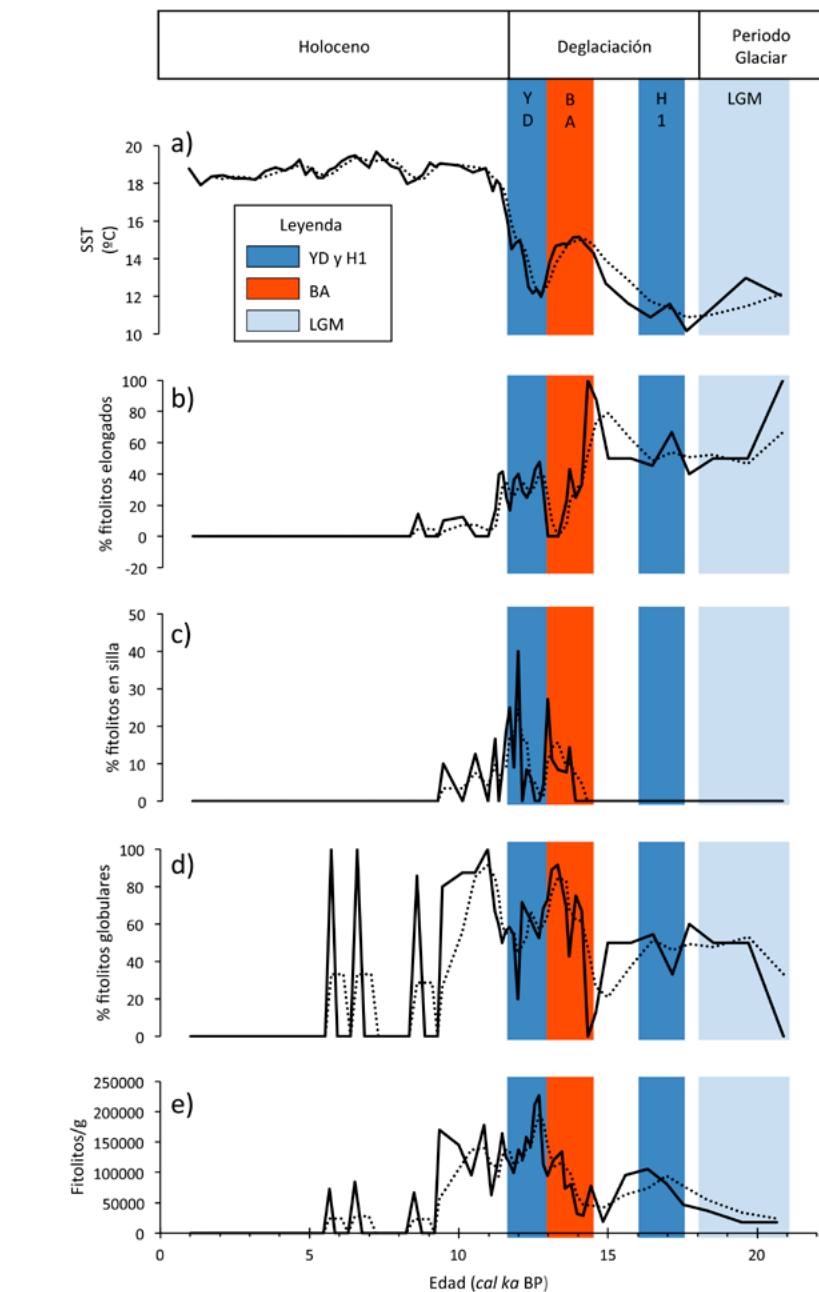 Holoceno
Deglaciación
Periodo
Glaciar
Y
D
B
A
H
1
LGM
a)
20
18
16
14
12
10
SST
(ºC)
Leyenda
YD y H1
BA
LGM
b)
100
80
60
40
20
0
-20
% fitolitos elongados
c)
50
40
30
20
10
0
% fitolitos en silla
d)
100
80
60
40
20
0
% fitolitos globulares
e)
250000
200000
150000
100000
50000
0
Fitolitos/g
0
5
10
15
20
Edad (cal ka BP)